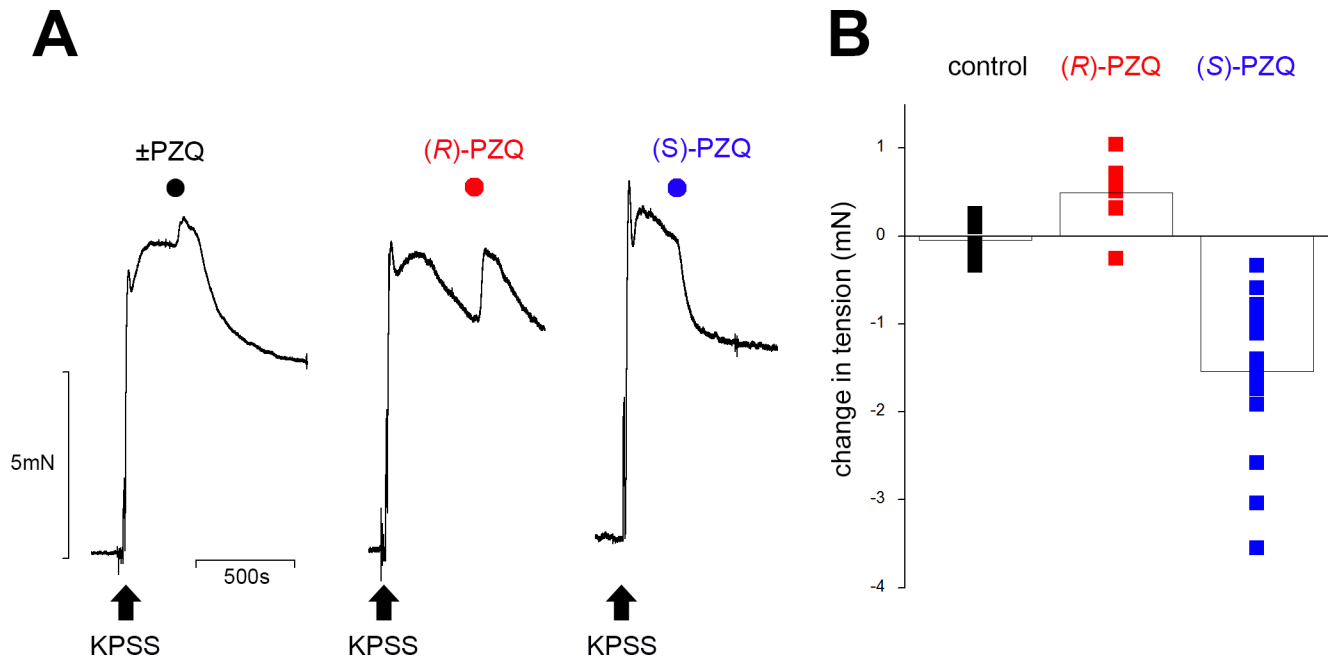 A
±PZQ
(R)-PZQ
(S)-PZQ
5mN
500s
KPSS
KPSS
KPSS
B
control
(R)-PZQ
(S)-PZQ
change in tension (mN)
1
0
-1
-2
-3
-4